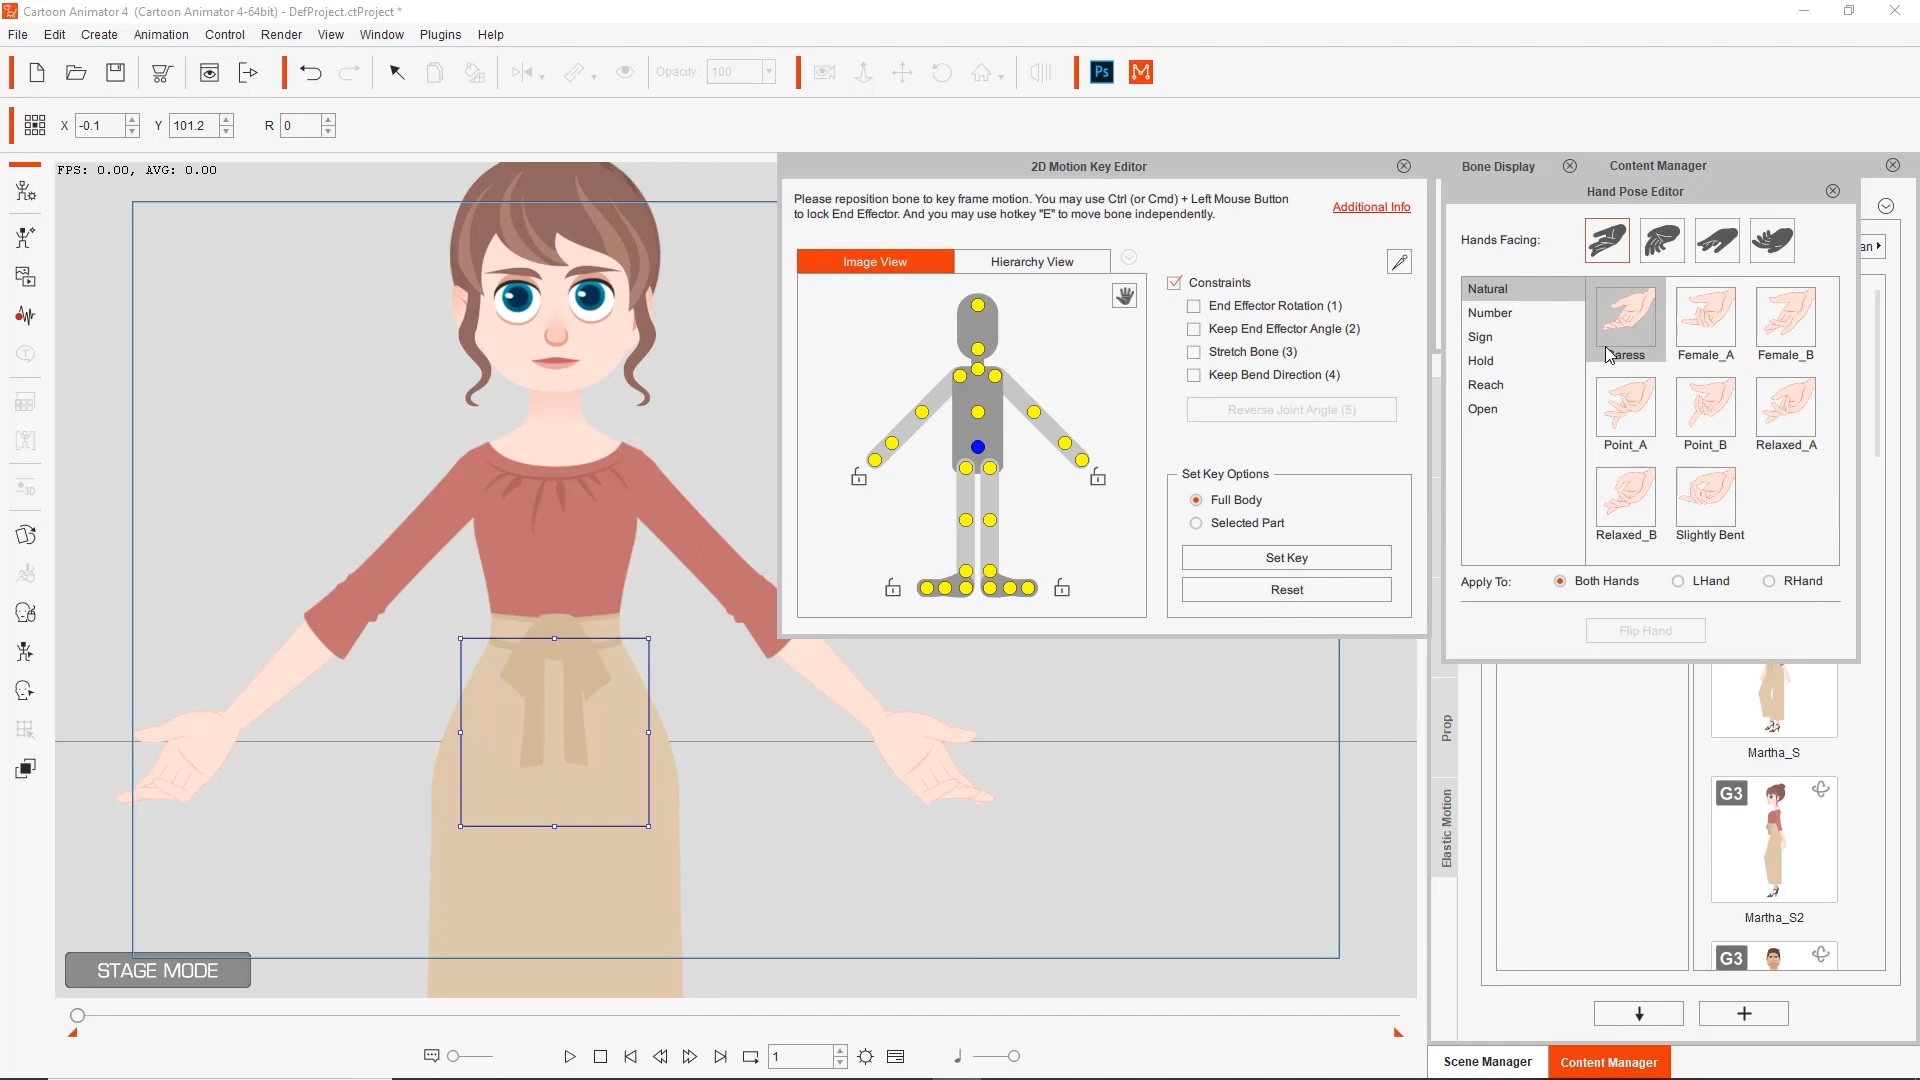 Cartoon Animator 4  (Cartoon Animator 4-64bit) - DefProject.ctProject *
File Edit Create Animation Control Render View Window Plugins Help
Opacity: 100
Ps
X -0.1 Y 101.2 R 0
FPS: 0.00, AVG: 0.00
2D Motion Key Editor
Please reposition bone to key frame motion. You may use Ctrl (or Cmd) + Left Mouse Button
to lock End Effector. And you may use hotkey "E" to move bone independently.
Additional Info
Image View Hierarchy View
Constraints
End Effector Rotation (1)
Keep End Effector Angle (2)
Stretch Bone (3)
Keep Bend Direction (4)
Reverse Joint Angle (5)
Set Key Options
Full Body
Selected Part
Set Key
Reset
Bone Display
Content Manager
Hand Pose Editor
Hands Facing:
Natural
Number
Sign
Hold
Reach
Open
Female_A Female_B
Point_A Point_B Relaxed_A
Relaxed_B Slightly Bent
Apply To: Both Hands LHand RHand
Flip Hand
Prop
Elastic Motion
Martha_S
G3
Martha_S2
G3
STAGE MODE
3D
1
Scene Manager Content Manager